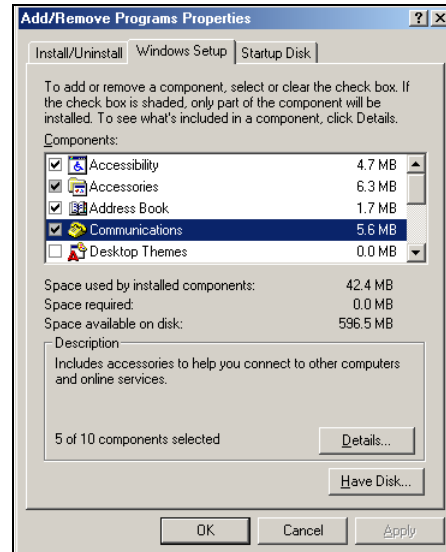 Add/Remove Programs Properties
Install/Uninstall Windows Setup Startup Disk
To add or remove a component, select or clear the check box. If
the check box is shaded, only part of the component will be
installed. To see what's included in a component, click Details.
Components:
Accessibility 4.7 MB
Accessories 6.3 MB
Address Book 1.7 MB
Communications 5.6 MB
Desktop Themes 0.0 MB
Space used by installed components: 42.4 MB
Space required: 0.0 MB
Space available on disk: 596.5 MB
Description
Includes accessories to help you connect to other computers
and online services.
5 of 10 components selected Details...
Have Disk...
OK Cancel Apply